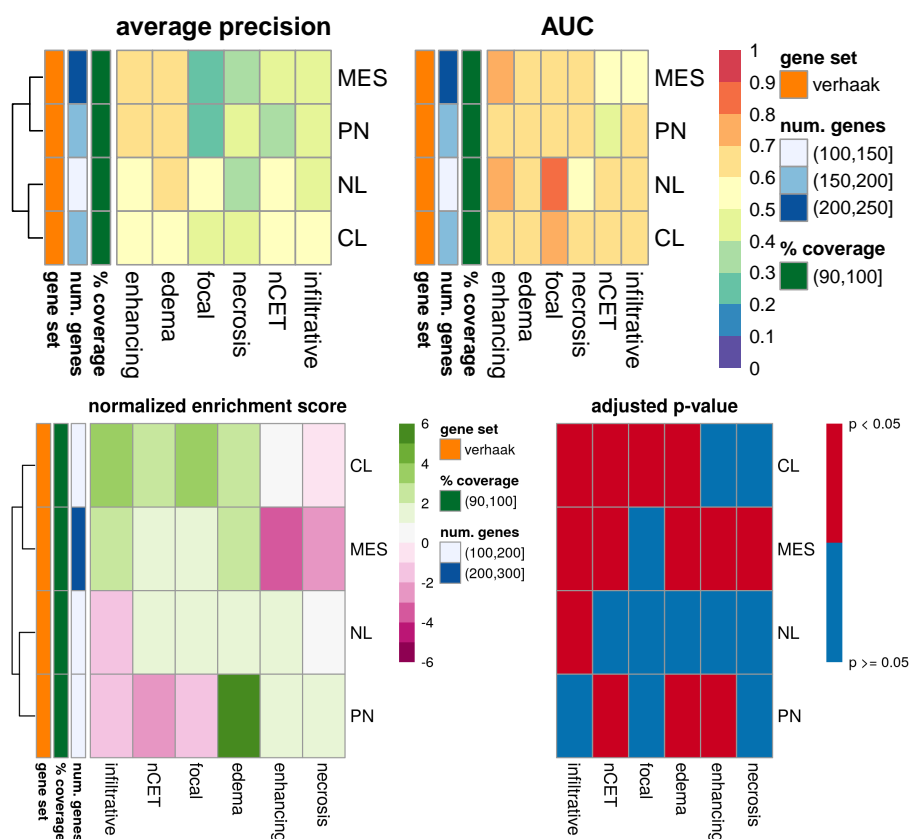 average precision
MES
PN
NL
CL
gene set
num. genes
% coverage
enhancing
edema
focal
necrosis
nCET
infiltrative
AUC
MES
PN
NL
CL
gene set
num. genes
% coverage
enhancing
edema
focal
necrosis
nCET
infiltrative
1
0.9
0.8
0.7
0.6
0.5
0.4
0.3
0.2
0.1
0
gene set
verhaak
num. genes
(100,150]
(150,200]
(200,250]
% coverage
(90,100]
normalized enrichment score
CL
MES
NL
PN
gene set
% coverage
num. genes
infiltrative
nCET
focal
edema
enhancing
necrosis
6
4
2
0
-2
-4
-6
gene set
verhaak
% coverage
(90,100]
num. genes
(100,200]
(200,300]
adjusted p-value
CL
MES
NL
PN
infiltrative
nCET
focal
edema
enhancing
necrosis
p < 0.05
p >= 0.05